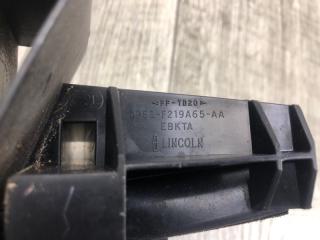 >PP-TD20<
F219A65-AA
EBKTA
LINCOLN